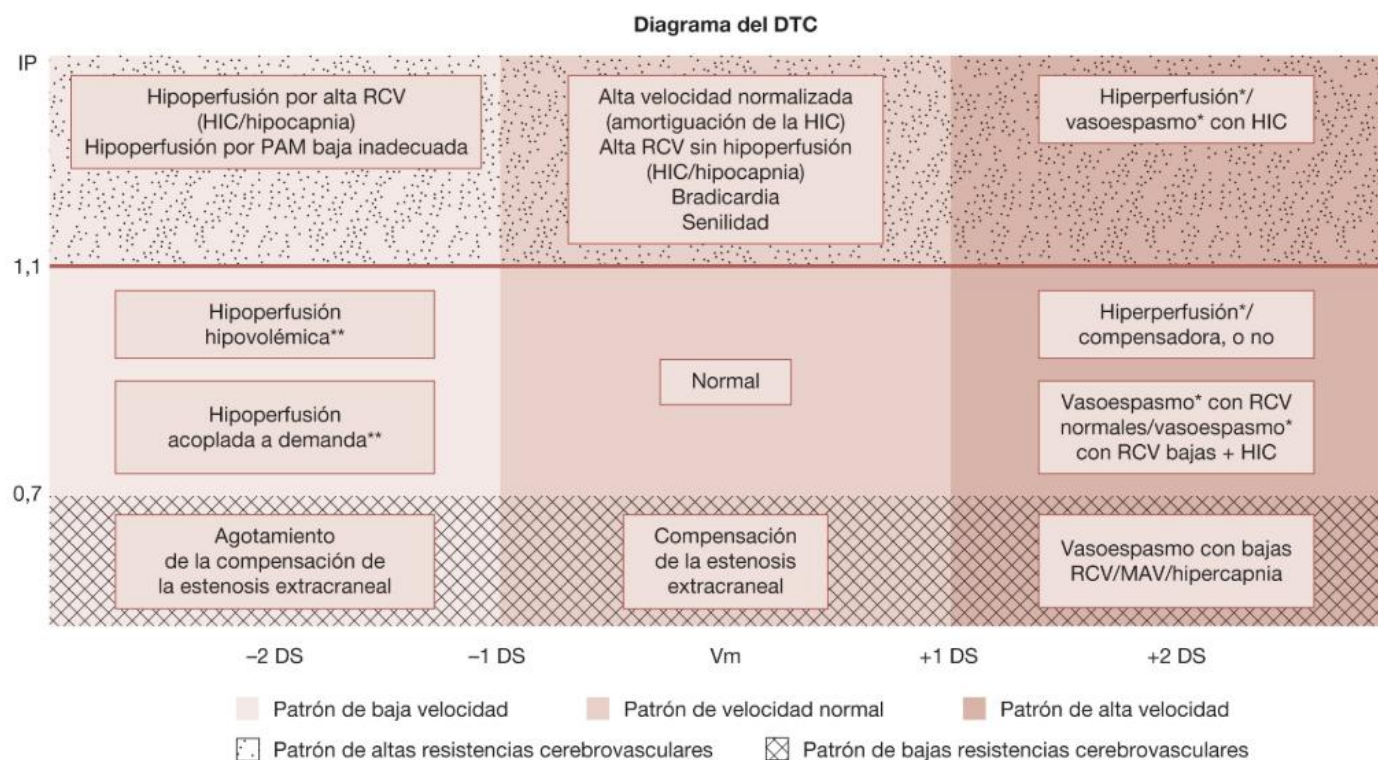 Diagrama del DTC
IP
Hipoperfusión por alta RCV
(HIC/hipocapnia)
Hipoperfusión por PAM baja inadecuada
Alta velocidad normalizada
(amortiguación de la HIC)
Alta RCV sin hipoperfusión
(HIC/hipocapnia)
Bradicardia
Senilidad
Hiperperfusión*/
vasoespasmo* con HIC
1,1
Hipoperfusión
hipovolémica**
Hipoperfusión
acoplada a demanda**
Normal
Hiperperfusión*/
compensadora, o no
Vasoespasmo* con RCV
normales/vasoespasmo*
con RCV bajas + HIC
0,7
Agotamiento
de la compensación de
la estenosis extracraneal
Compensación
de la estenosis
extracraneal
Vasoespasmo con bajas
RCV/MAV/hipercapnia
–2 DS
–1 DS
Vm
+1 DS
+2 DS
Patrón de baja velocidad
Patrón de velocidad normal
Patrón de alta velocidad
Patrón de altas resistencias cerebrovasculares
Patrón de bajas resistencias cerebrovasculares